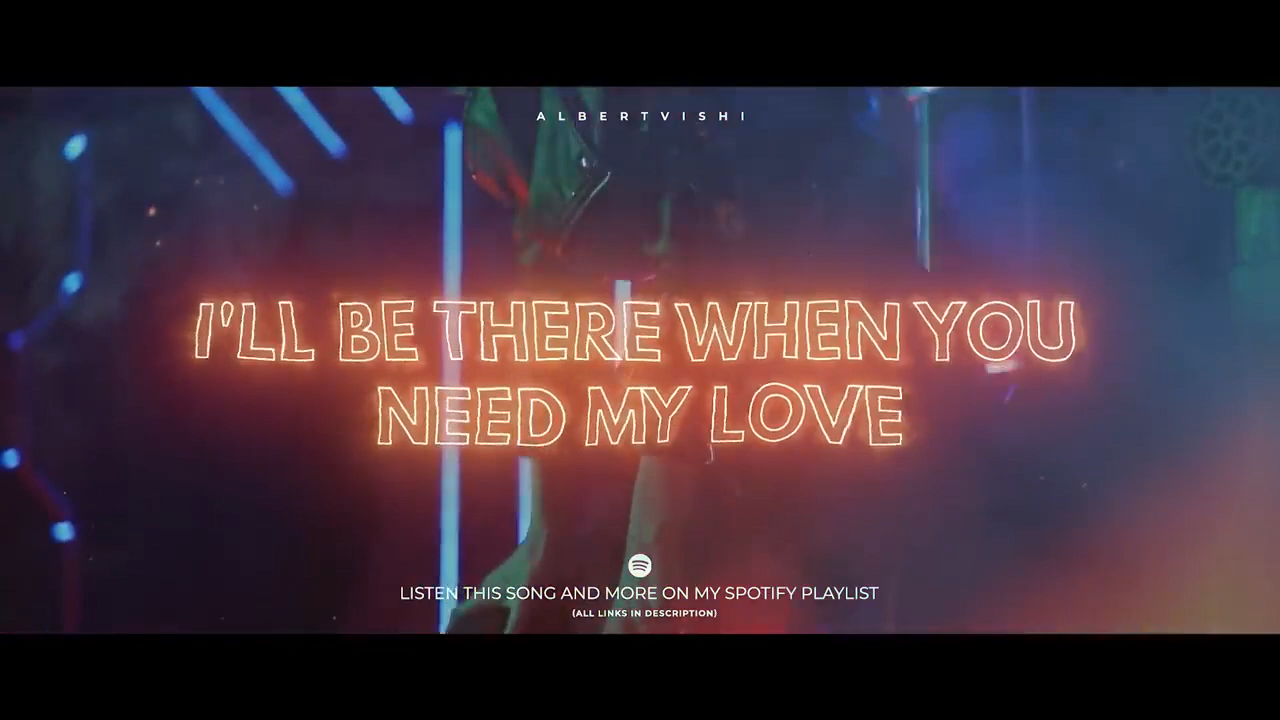 ALBERTVISHI
I'LL BE THERE WHEN YOU
NEED MY LOVE
LISTEN THIS SONG AND MORE ON MY SPOTIFY PLAYLIST
(ALL LINKS IN DESCRIPTION)